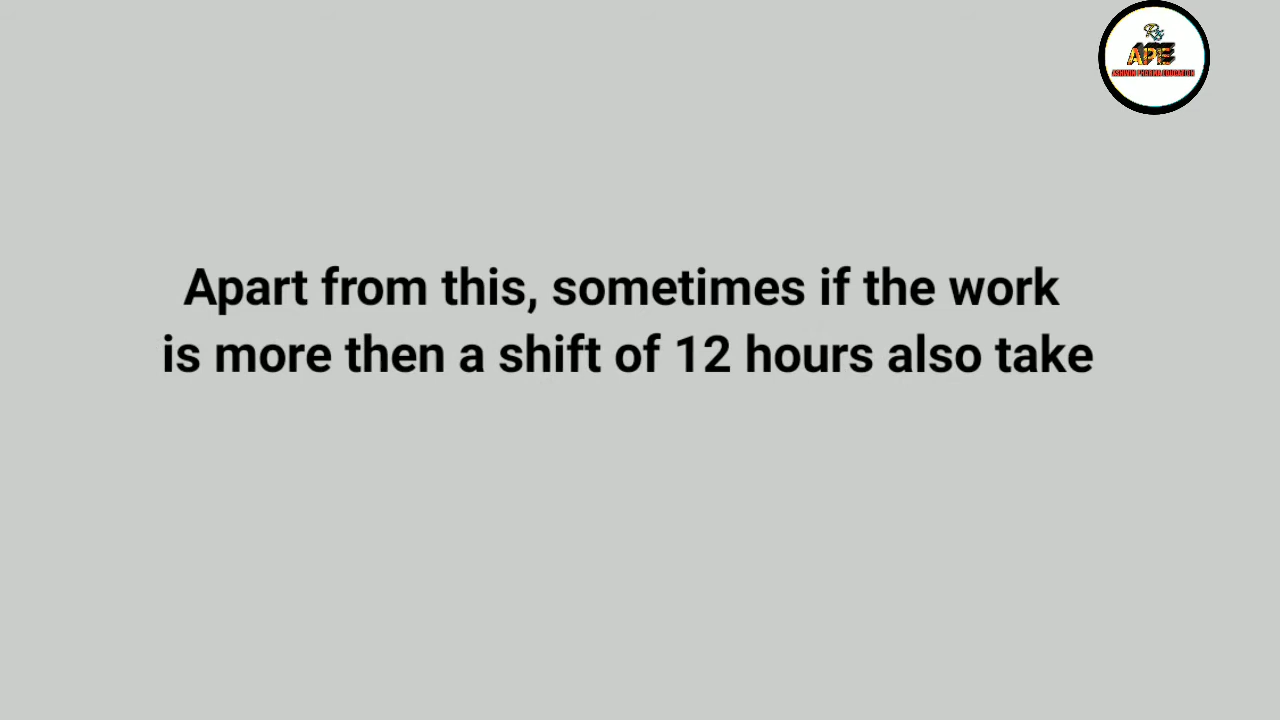 APE
Apart from this, sometimes if the work
is more then a shift of 12 hours also take